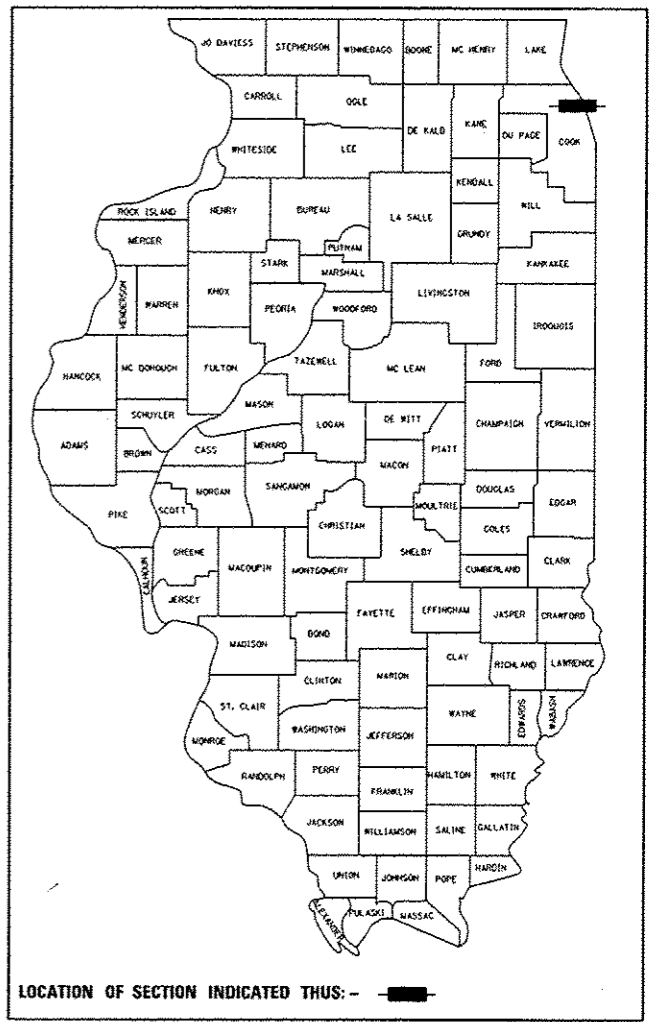 JO DAVIESS STEPHENSON WINNEBAGO BOONE MC HENRY LAKE
CARROLL OGLE DE KALB KANE DU PAGE COOK
WHITESIDE LEE
KENDALL WILL
ROCK ISLAND HENRY BUREAU LA SALLE GRUNDY
MERCER PUTNAM
STARK MARSHALL KANKAKEE
HENDERSON WARREN KNOX PEORIA WOODFORD LIVINGSTON IROQUOIS
HANCOCK MC DONOUGH FULTON TAZEWELL MC LEAN FORD
MASON
SCHUYLER LOGAN DE WITT CHAMPAIGN VERMILION
ADAMS BROWN CASS MENARD PIATT
MACON
MORGAN SANGAMON DOUGLAS
PIKE SCOTT CHRISTIAN MOULTRIE EDGAR
COLES
GREENE SHELBY
CALHOUN MACOUPIN MONTGOMERY CUMBERLAND CLARK
JERSEY FAYETTE EFFINGHAM JASPER CRAWFORD
MADISON BOND
CLAY RICHLAND LAWRENCE
CLINTON MARION
ST. CLAIR WAYNE EDWARDS WABASH
WASHINGTON JEFFERSON
MONROE
RANDOLPH PERRY HAMILTON WHITE
FRANKLIN
JACKSON WILLIAMSON SALINE GALLATIN
HARDIN
UNION JOHNSON POPE
ALEXANDER PULASKI MASSAC
LOCATION OF SECTION INDICATED THUS: -